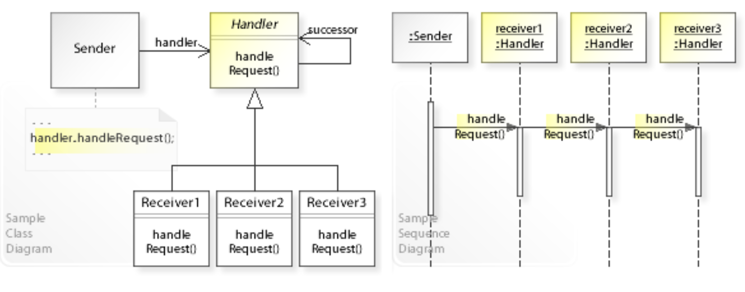 Sender
handler
Handler
handle
Request()
successor
. . .
handler.handleRequest();
. . .
Receiver1
handle
Request()
Receiver2
handle
Request()
Receiver3
handle
Request()
Sample
Class
Diagram
:Sender
receiver1
:Handler
receiver2
:Handler
receiver3
:Handler
handle
Request()
handle
Request()
handle
Request()
Sample
Sequence
Diagram